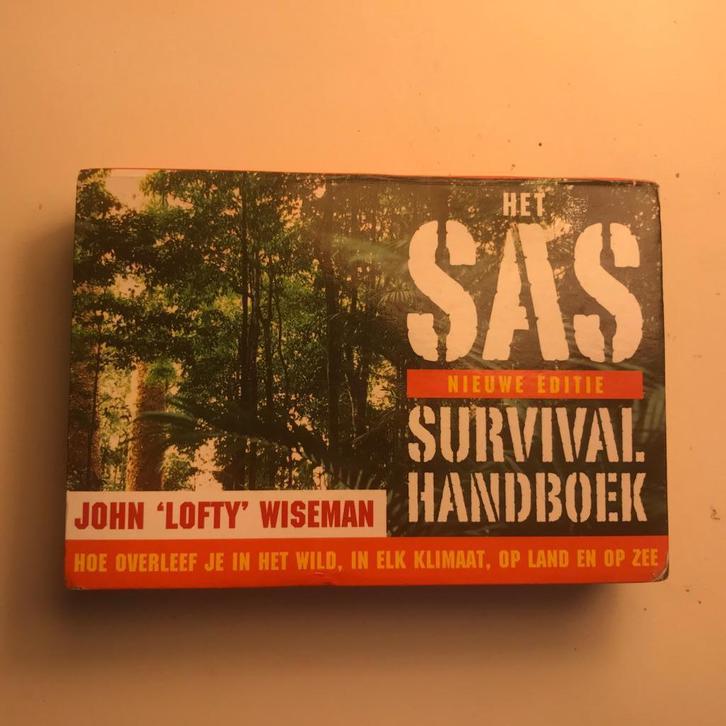 HET
SAS
NIEUWE EDITIE
SURVIVAL
HANDBOEK
JOHN ‘LOFTY’ WISEMAN
HOE OVERLEEF JE IN HET WILD, IN ELK KLIMAAT, OP LAND EN OP ZEE